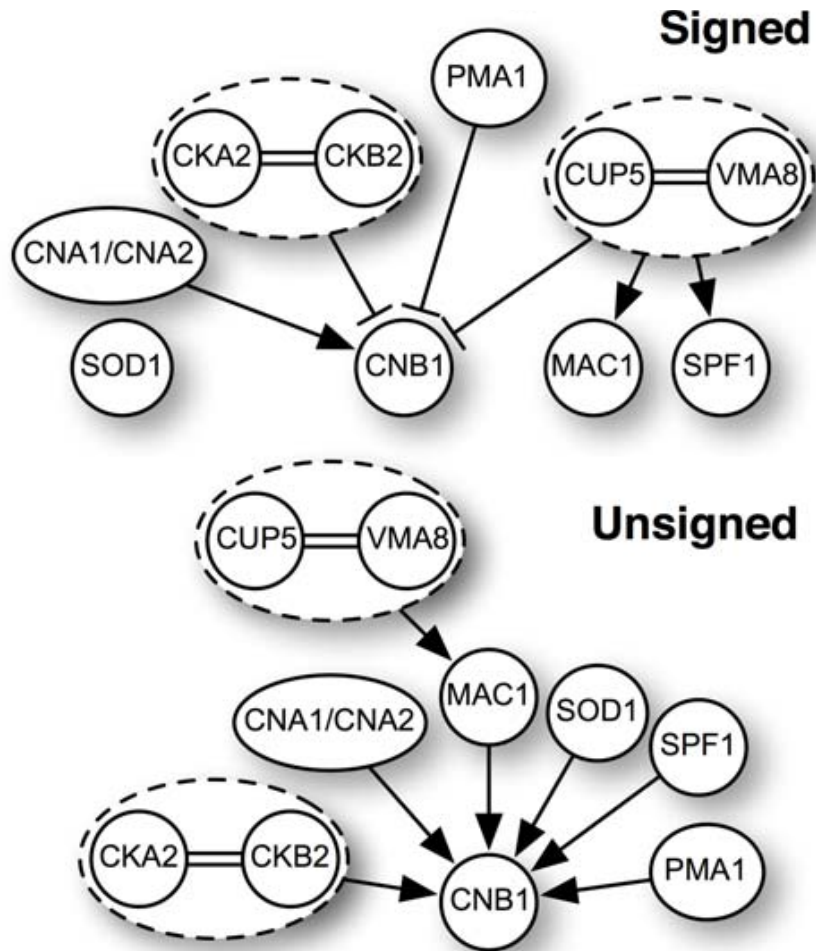 Signed
PMA1
CKA2 CKB2
CUP5 VMA8
CNA1/CNA2
SOD1 CNB1 MAC1 SPF1
Unsigned
CUP5 VMA8
MAC1
CNA1/CNA2 SOD1
SPF1
CKA2 CKB2
PMA1
CNB1